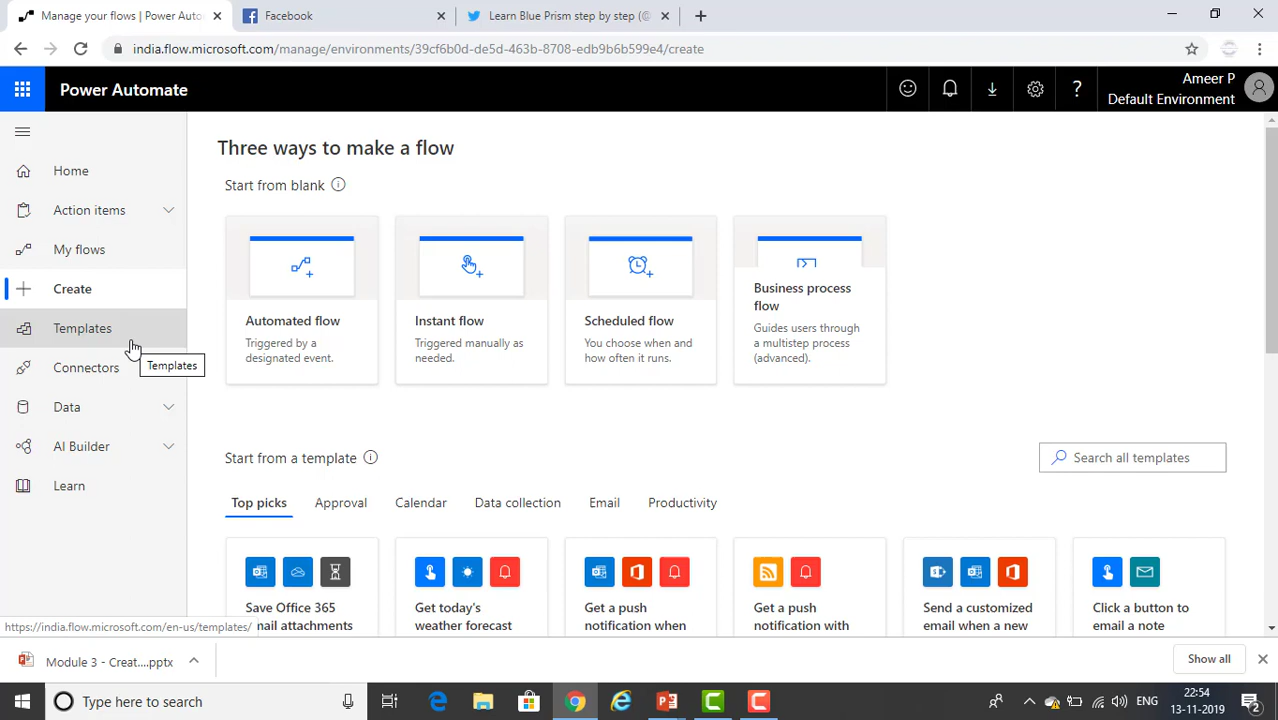 Manage your flows | Power Auto
Facebook
Learn Blue Prism step by step (@
india.flow.microsoft.com/manage/environments/39cf6b0d-de5d-463b-8708-edb9b6b599e4/create
Power Automate
Ameer P
Default Environment
Home
Action items
My flows
Create
Templates
Templates
Connectors
Data
AI Builder
Learn
Three ways to make a flow
Start from blank
Automated flow
Triggered by a
designated event.
Instant flow
Triggered manually as
needed.
Scheduled flow
You choose when and
how often it runs.
Business process
flow
Guides users through
a multistep process
(advanced).
Start from a template
Search all templates
Top picks
Approval
Calendar
Data collection
Email
Productivity
Save Office 365
mail attachments
Get today's
weather forecast
Get a push
notification when
Get a push
notification with
Send a customized
email when a new
Click a button to
email a note
https://india.flow.microsoft.com/en-us/templates/
Module 3 - Creat....pptx
Show all
Type here to search
ENG
22:54
13-11-2019
2